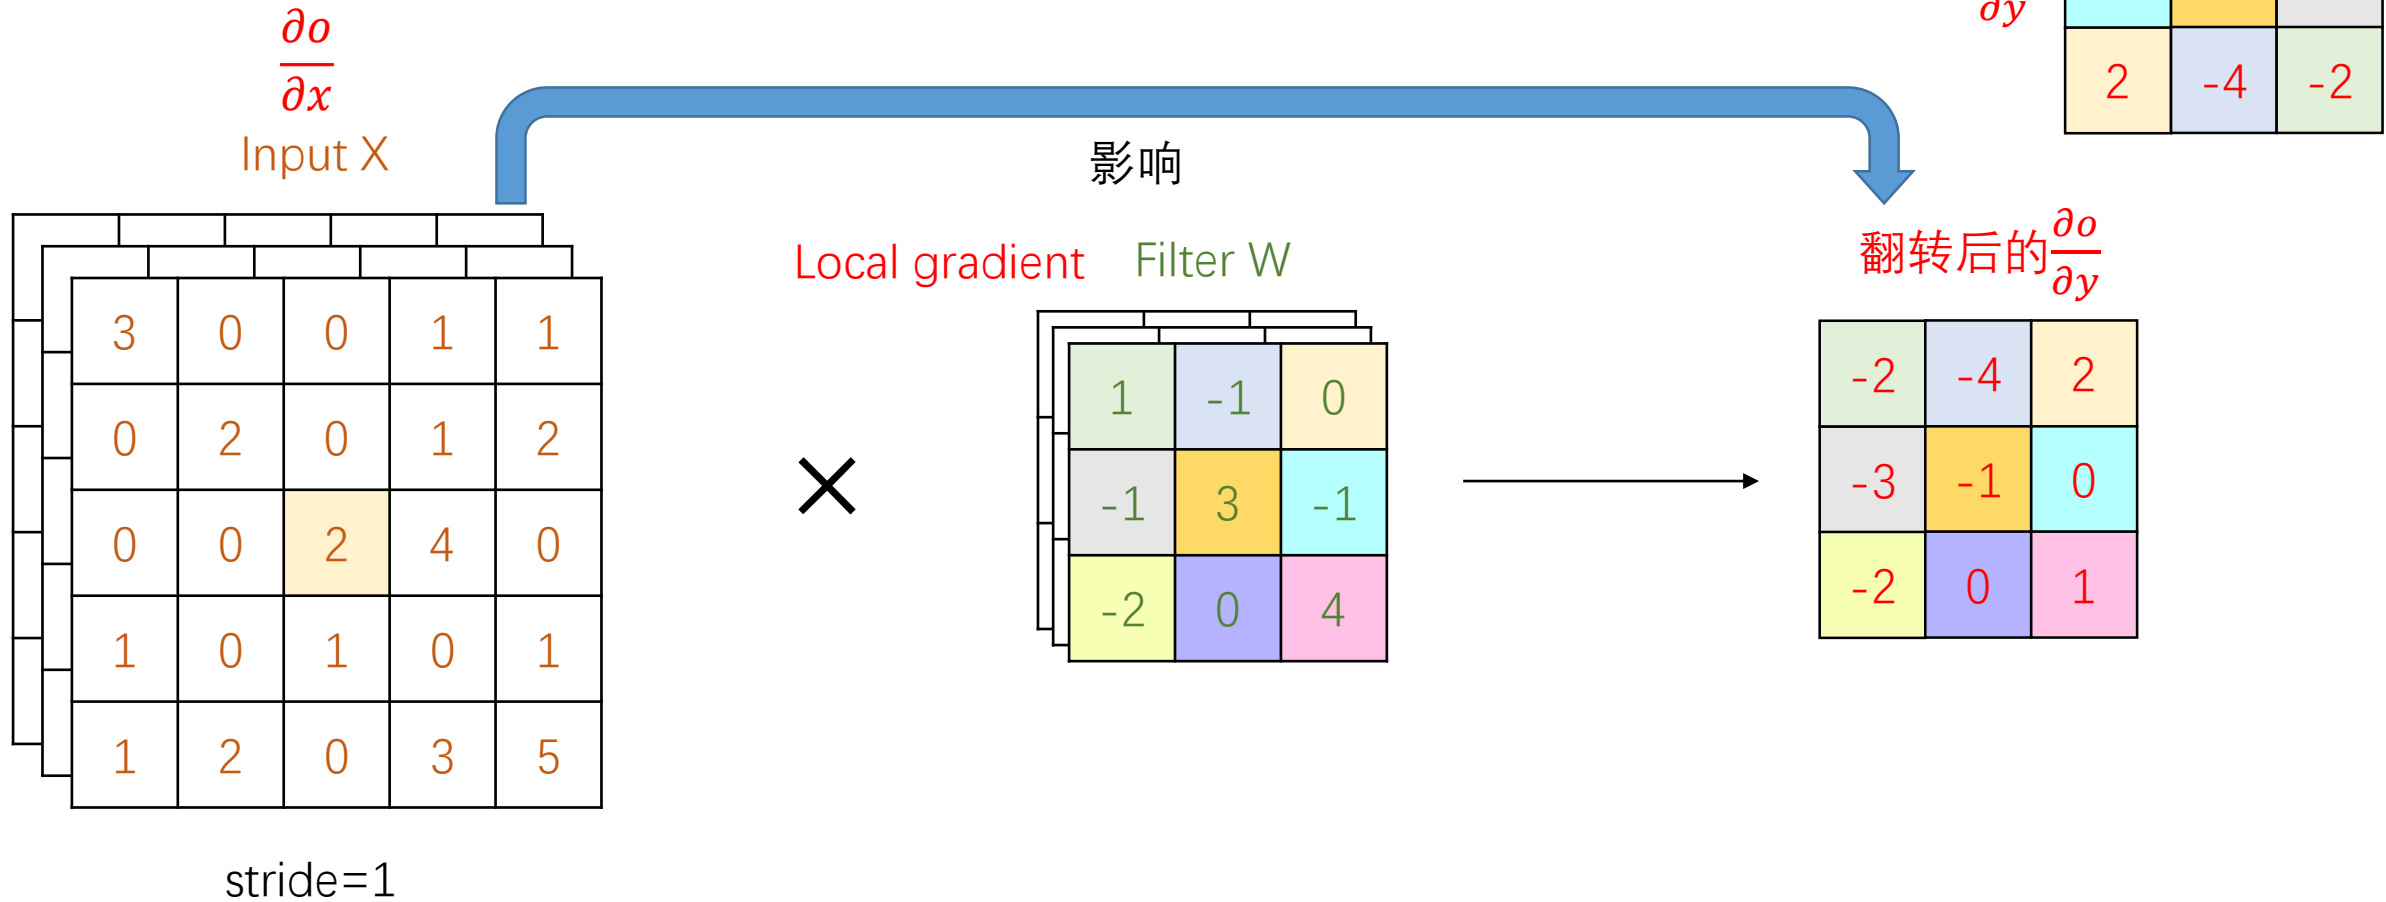 ∂o
∂x
Input X
∂y
2 -4 -2
影响
Local gradient
Filter W
翻转后的∂o
∂y
3 0 0 1 1
0 2 0 1 2
0 0 2 4 0
1 0 1 0 1
1 2 0 3 5
×
1 -1 0
-1 3 -1
-2 0 4
-2 -4 2
-3 -1 0
-2 0 1
stride=1